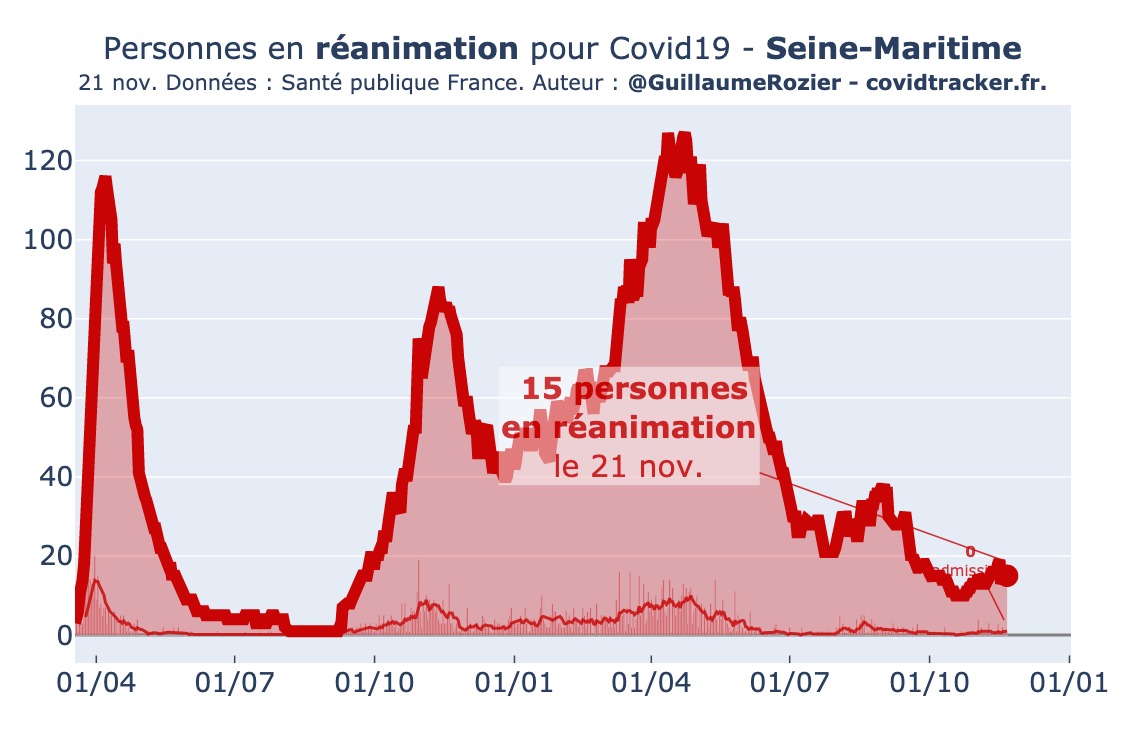 Personnes en réanimation pour Covid19 - Seine-Maritime
21 nov. Données : Santé publique France. Auteur : @GuillaumeRozier - covidtracker.fr.
120
100
80
60
40
20
0
15 personnes
en réanimation
le 21 nov.
0
01/04 01/07 01/10 01/01 01/04 01/07 01/10 01/01